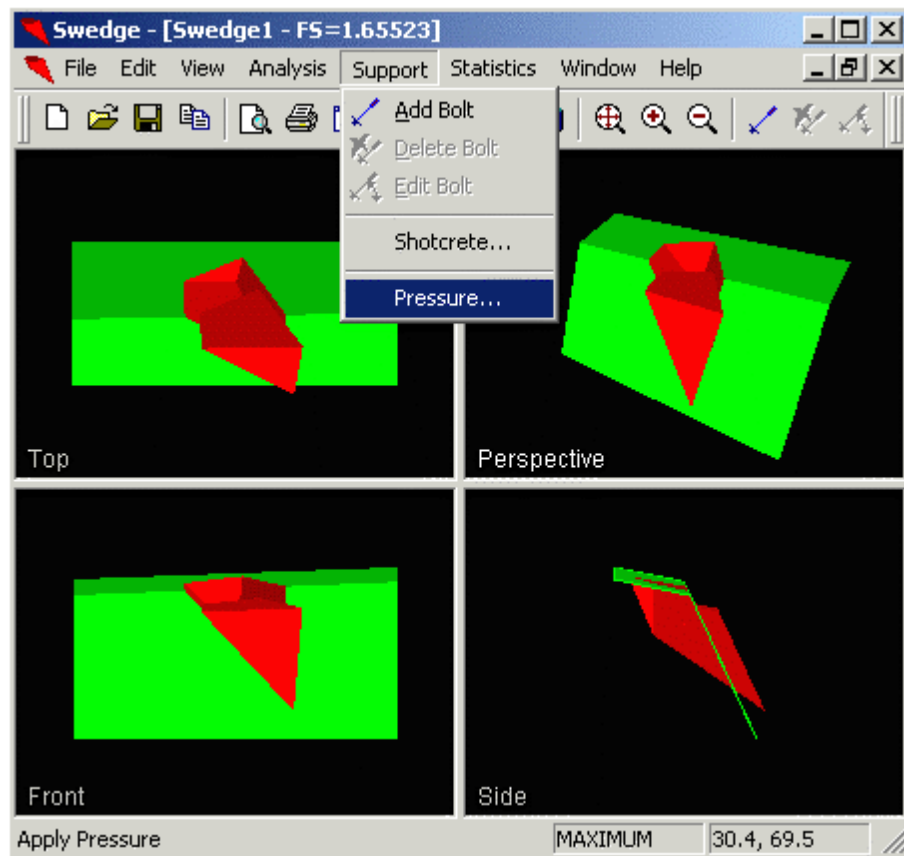 Swedge - [Swedge1 - FS=1.65523]
File Edit View Analysis Support Statistics Window Help
Add Bolt
Delete Bolt
Edit Bolt
Shotcrete...
Pressure...
Top
Perspective
Front
Side
Apply Pressure MAXIMUM 30.4, 69.5